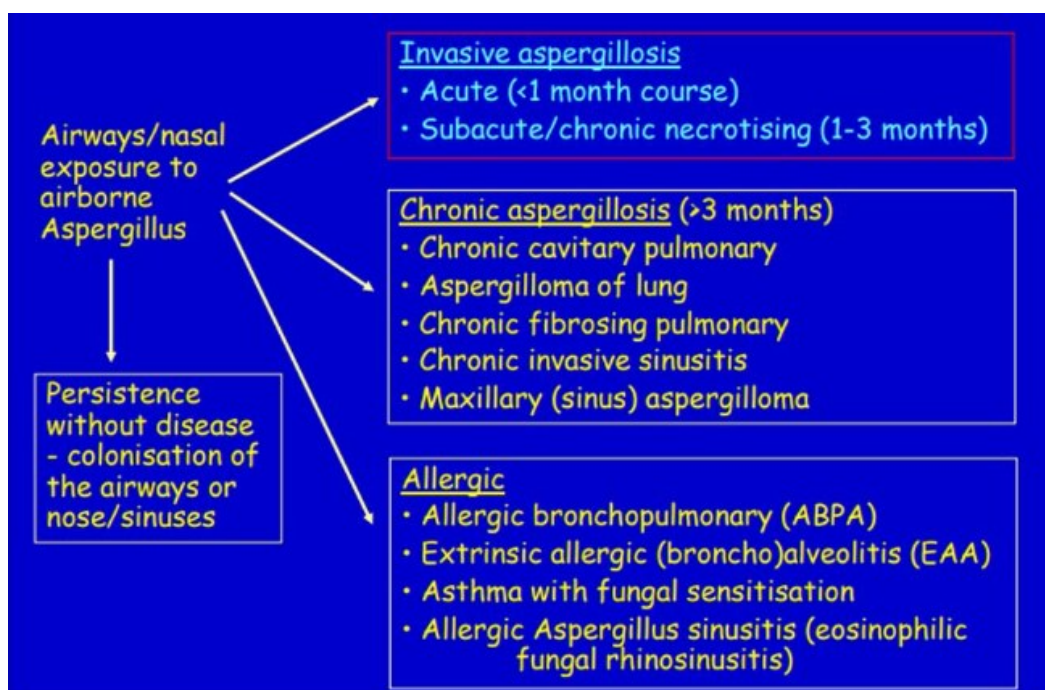 Airways/nasal
exposure to
airborne
Aspergillus
Persistence
without disease
- colonisation of
the airways or
nose/sinuses
Invasive aspergillosis
• Acute (<1 month course)
• Subacute/chronic necrotising (1-3 months)
Chronic aspergillosis (>3 months)
• Chronic cavitary pulmonary
• Aspergilloma of lung
• Chronic fibrosing pulmonary
• Chronic invasive sinusitis
• Maxillary (sinus) aspergilloma
Allergic
• Allergic bronchopulmonary (ABPA)
• Extrinsic allergic (broncho)alveolitis (EAA)
• Asthma with fungal sensitisation
• Allergic Aspergillus sinusitis (eosinophilic
fungal rhinosinusitis)